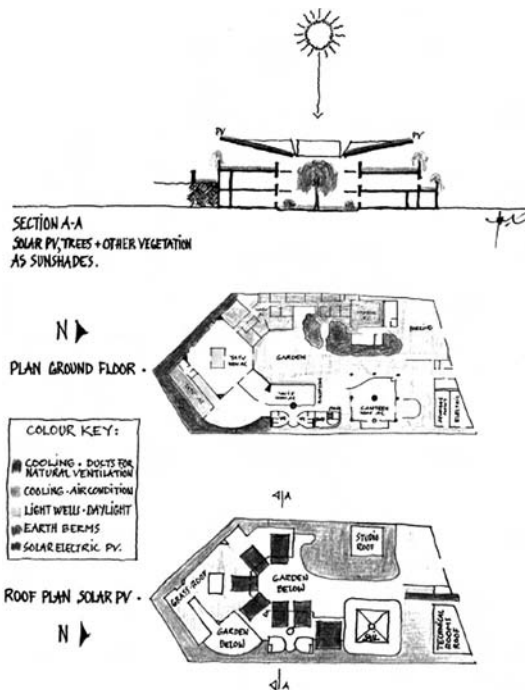 PV
PV
SECTION A-A
SOLAR PV, TREES + OTHER VEGETATION
AS SUNSHADES.
N
PLAN GROUND FLOOR •
GARDEN
PARKING
CANTEEN
COLOUR KEY:
COOLING • DUCTS FOR
NATURAL VENTILATION
COOLING • AIRCONDITION
LIGHT WELLS • DAYLIGHT
EARTH BERMS
SOLAR ELECTRIC PV.
A
ROOF PLAN SOLAR PV •
N
GRASS-ROOF
GARDEN
BELOW
STUDIO
ROOF
GARDEN
BELOW
TECHNICAL
ROOMS
ROOF
A